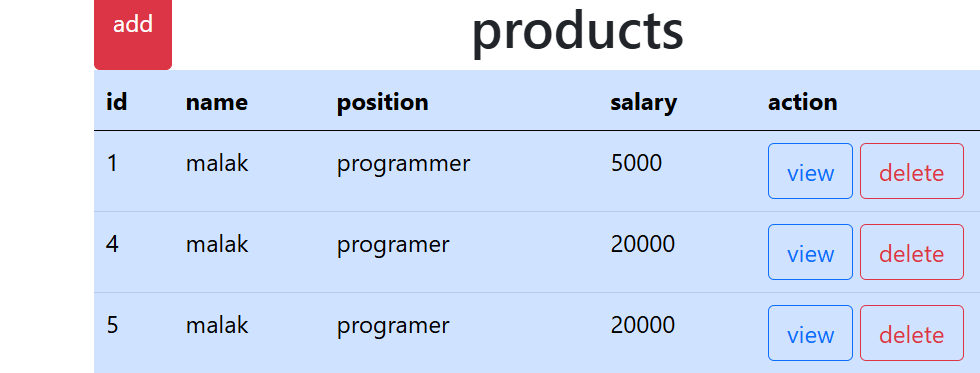 add
products
id name position salary action
1 malak programmer 5000 view delete
4 malak programer 20000 view delete
5 malak programer 20000 view delete